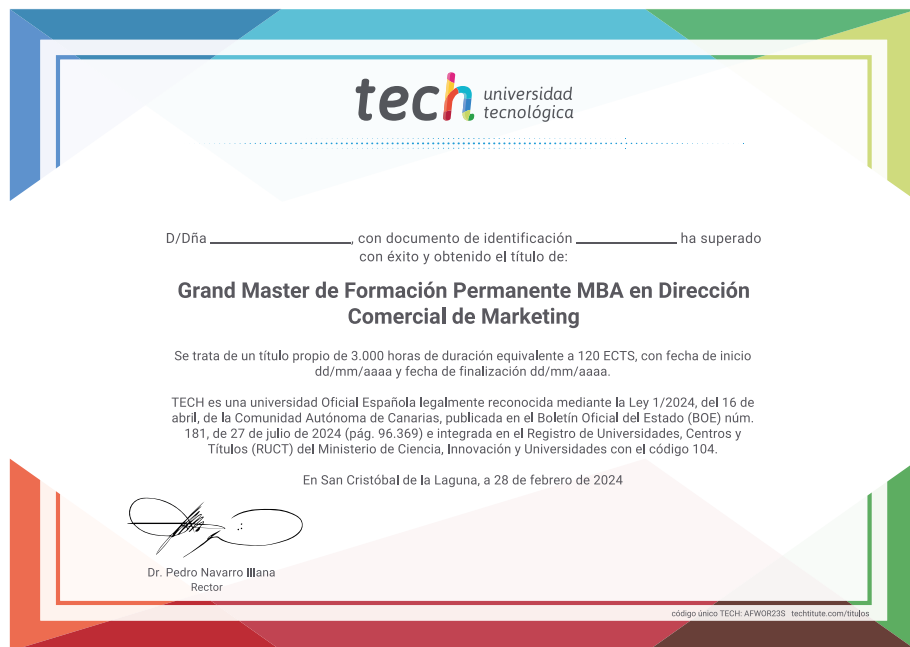 tech universidad
tecnológica
D/Dña ______________, con documento de identificación __________ ha superado
con éxito y obtenido el título de:
Grand Master de Formación Permanente MBA en Dirección
Comercial de Marketing
Se trata de un título propio de 3.000 horas de duración equivalente a 120 ECTS, con fecha de inicio
dd/mm/aaaa y fecha de finalización dd/mm/aaaa.
TECH es una universidad Oficial Española legalmente reconocida mediante la Ley 1/2024, del 16 de
abril, de la Comunidad Autónoma de Canarias, publicada en el Boletín Oficial del Estado (BOE) núm.
181, de 27 de julio de 2024 (pág. 96.369) e integrada en el Registro de Universidades, Centros y
Títulos (RUCT) del Ministerio de Ciencia, Innovación y Universidades con el código 104.
En San Cristóbal de la Laguna, a 28 de febrero de 2024
Dr. Pedro Navarro Illana
Rector
código único TECH: AFWOR23S techtitute.com/titulos